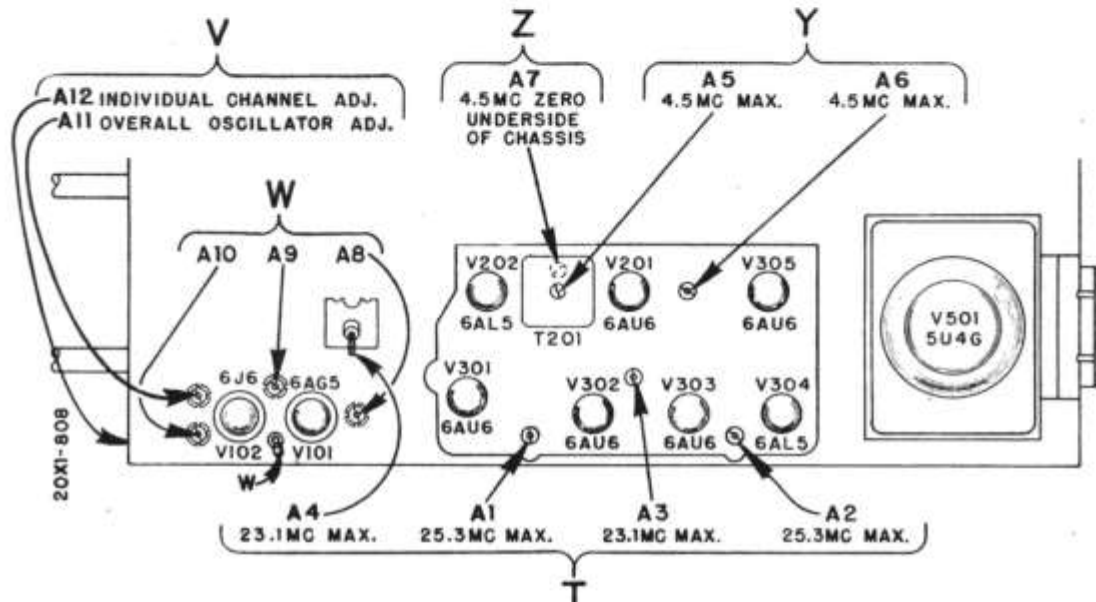 V
Z
Y
A12 INDIVIDUAL CHANNEL ADJ.
A11 OVERALL OSCILLATOR ADJ.
A7
4.5MC ZERO
UNDERSIDE
OF CHASSIS
A5
4.5MC MAX.
A6
4.5MC MAX.
W
A10
A9
A8
V202
6AL5
T201
V201
6AU6
V305
6AU6
V501
5U4G
6J6
6AG5
V102
V101
W
V301
6AU6
V302
6AU6
V303
6AU6
V304
6AL5
20X1-808
A4
23.1MC MAX.
A1
25.3MC MAX.
A3
23.1MC MAX.
A2
25.3MC MAX.
T